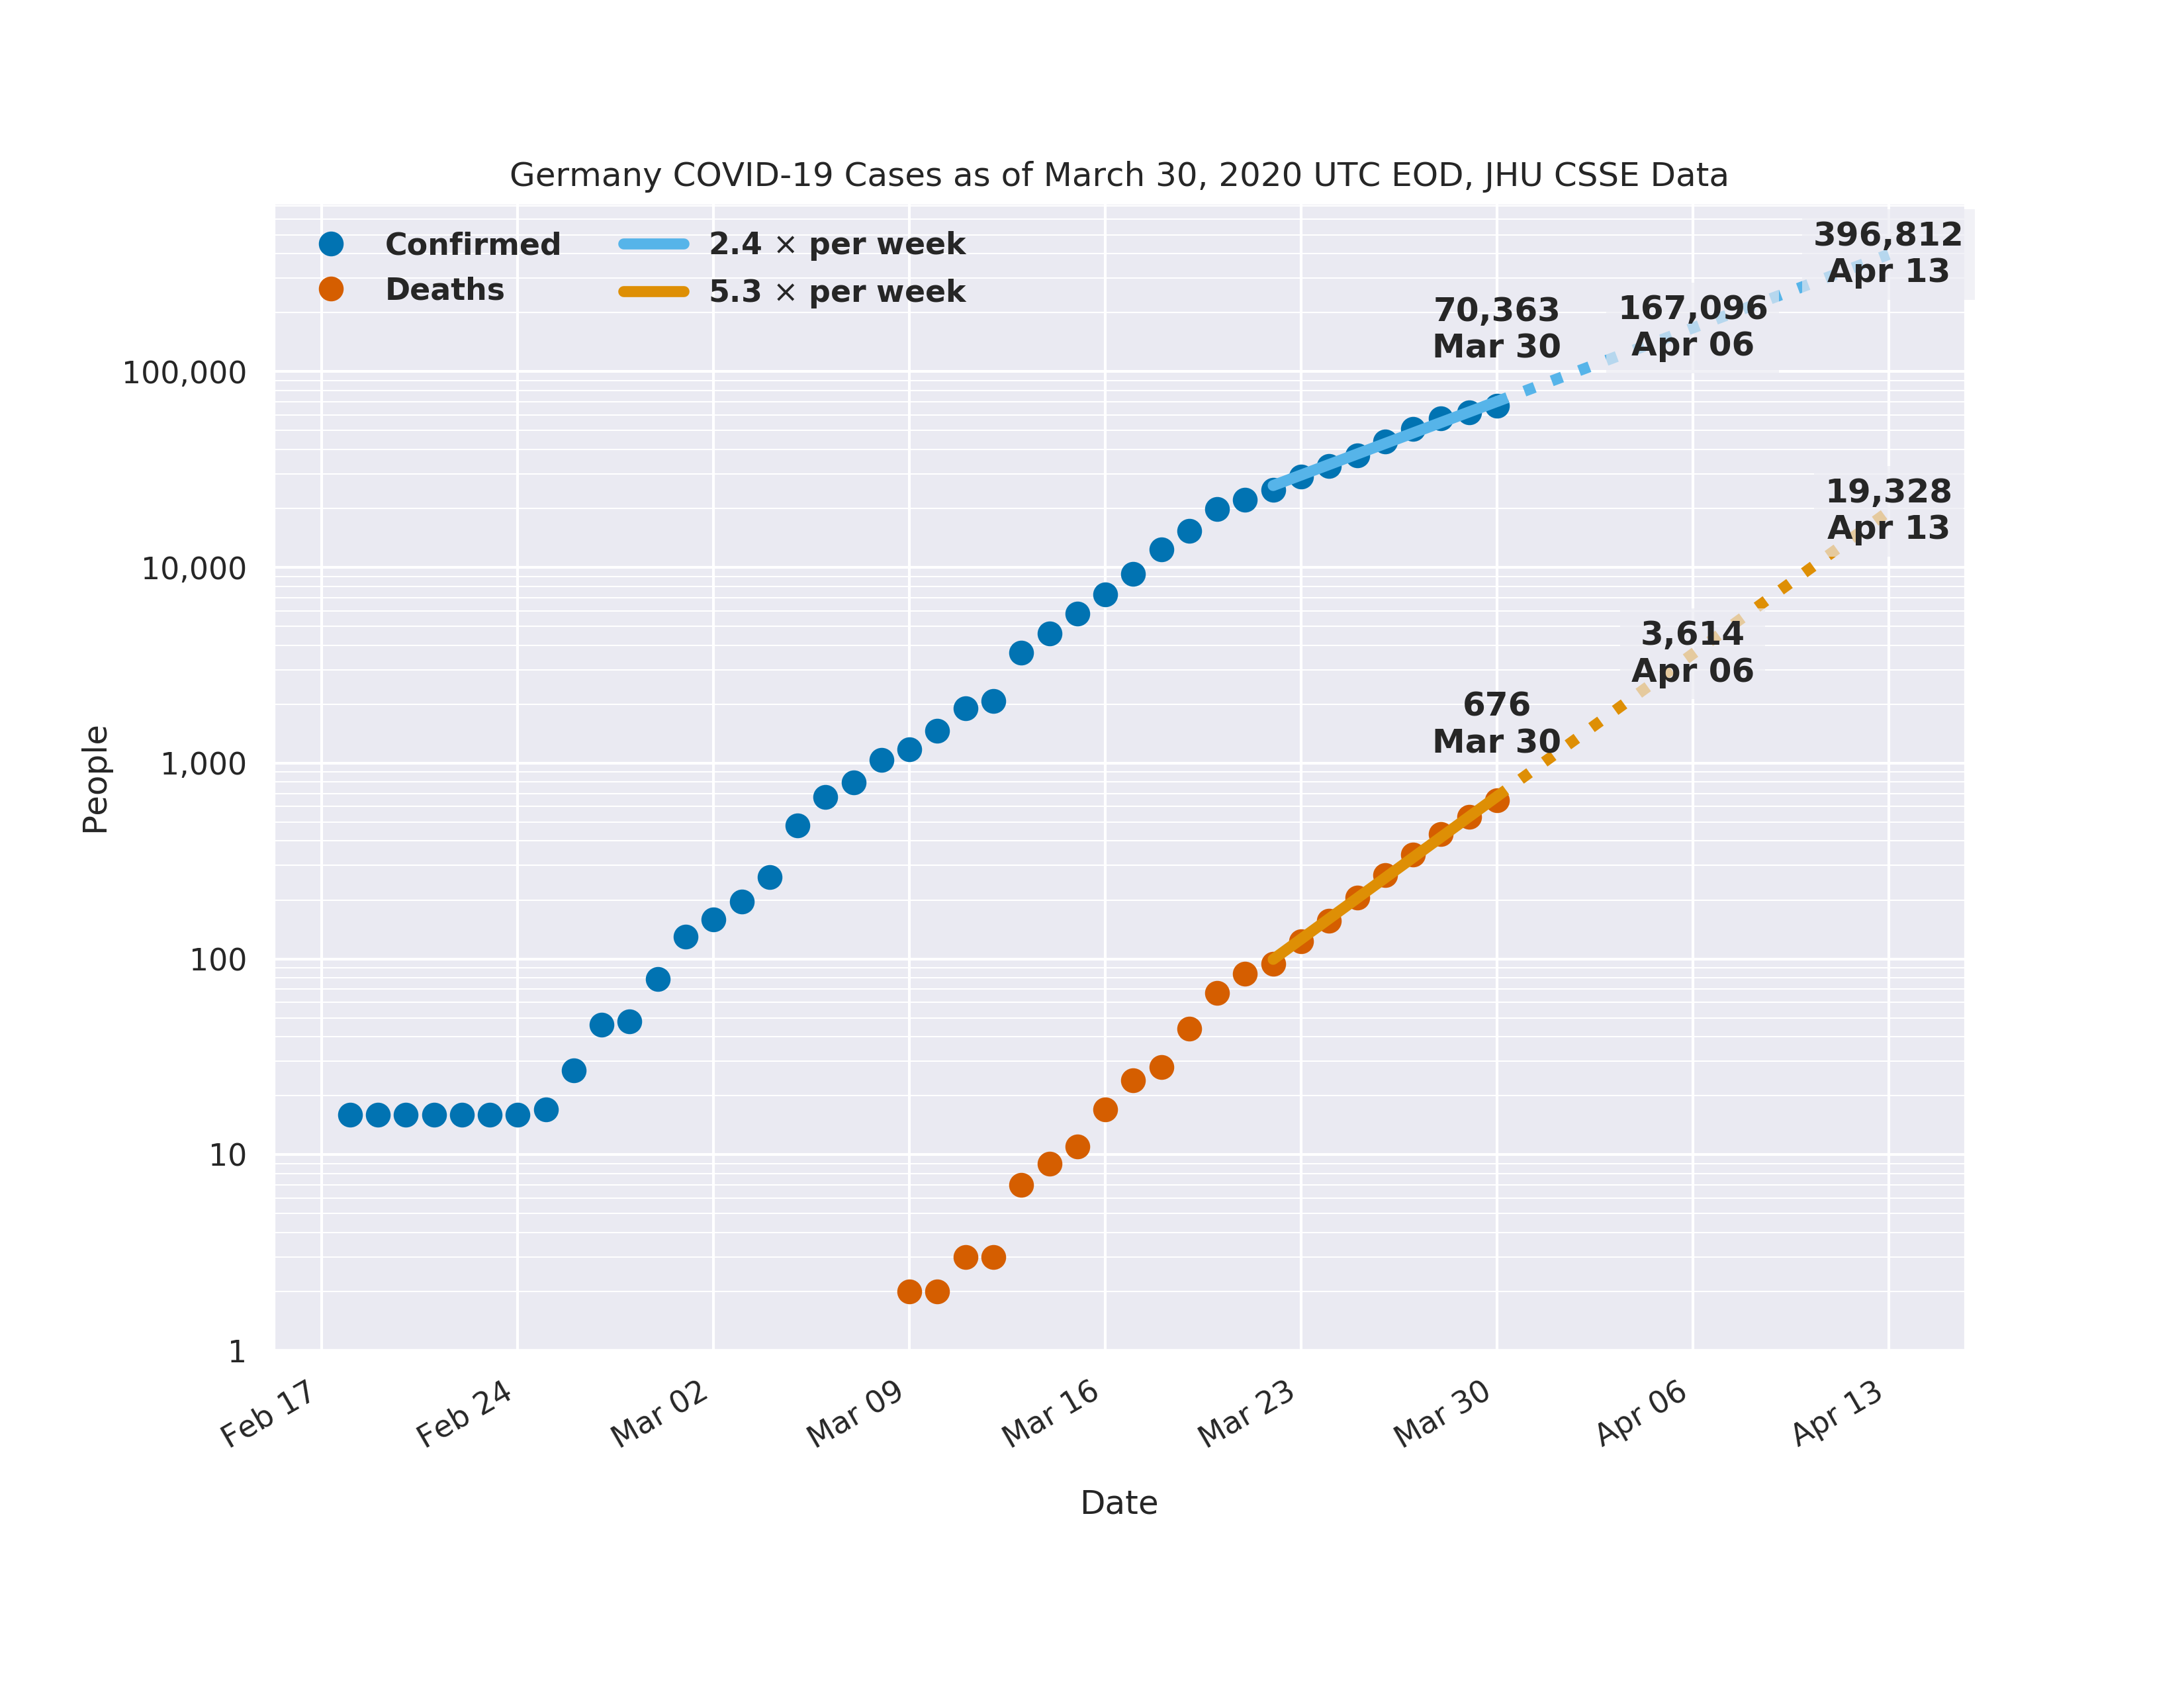 Germany COVID-19 Cases as of March 30, 2020 UTC EOD, JHU CSSE Data
Confirmed
Deaths
2.4 × per week
5.3 × per week
396,812
Apr 13
70,363
Mar 30
167,096
Apr 06
19,328
Apr 13
3,614
Apr 06
676
Mar 30
People
100,000
10,000
1,000
100
10
1
Feb 17
Feb 24
Mar 02
Mar 09
Mar 16
Mar 23
Mar 30
Apr 06
Apr 13
Date